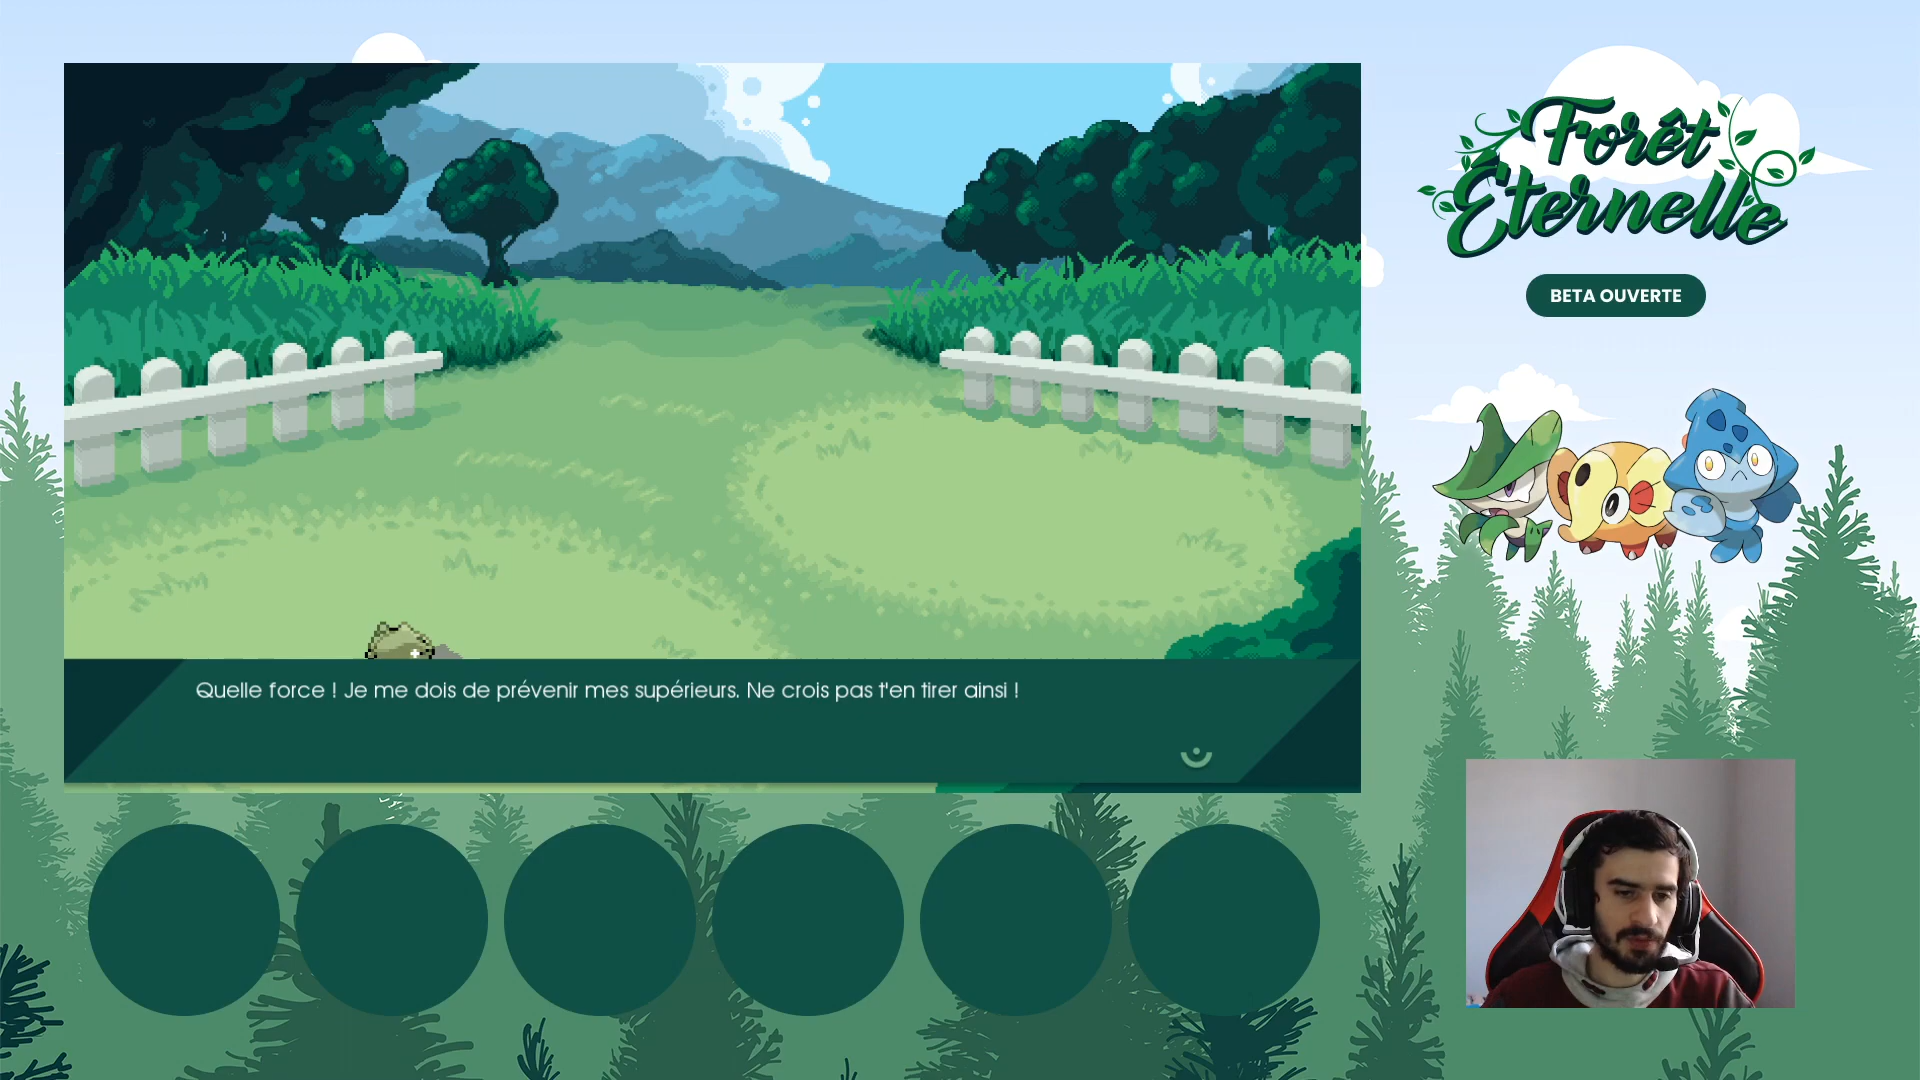 Forêt
Éternelle
BETA OUVERTE
Quelle force ! Je me dois de prévenir mes supérieurs. Ne crois pas t'en tirer ainsi !